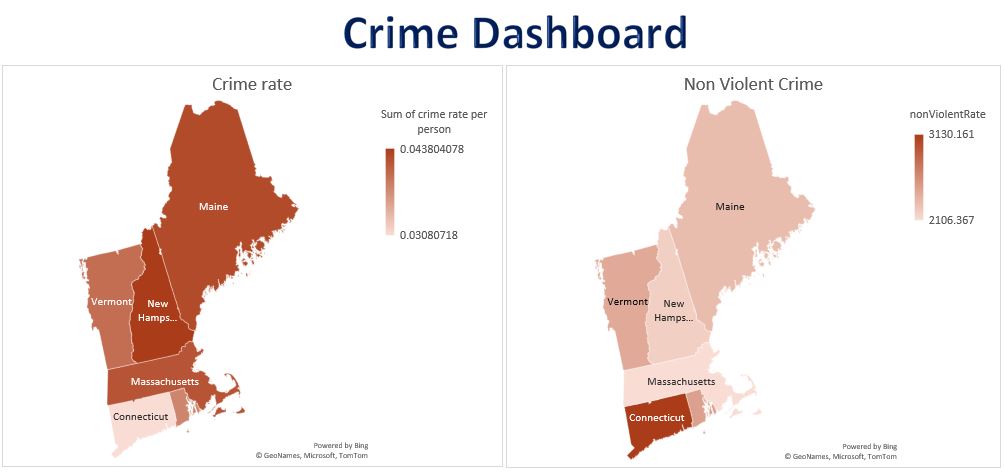 Crime Dashboard
Crime rate
Sum of crime rate per
person
0.043804078
0.03080718
Maine
Vermont
New
Hamps...
Massachusetts
Connecticut
Powered by Bing
© GeoNames, Microsoft, TomTom
Non Violent Crime
nonViolentRate
3130.161
2106.367
Maine
Vermont
New
Hamps...
Massachusetts
Connecticut
Powered by Bing
© GeoNames, Microsoft, TomTom